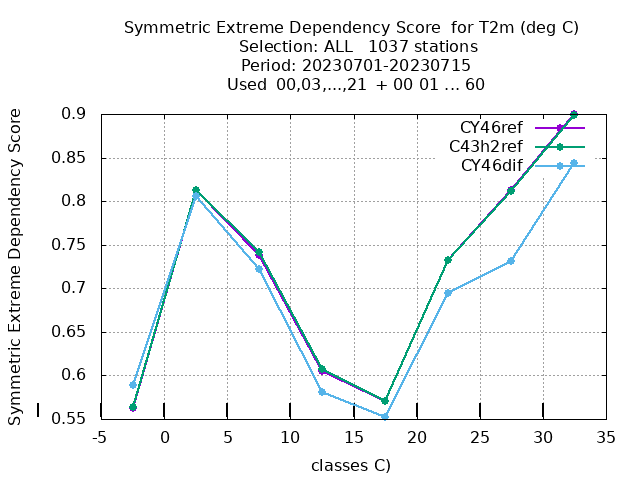 Symmetric Extreme Dependency Score  for T2m (deg C)
Selection: ALL   1037 stations
Period: 20230701-20230715
Used  00,03,...,21  + 00 01 ... 60
Symmetric Extreme Dependency Score
0.9
0.85
0.8
0.75
0.7
0.65
0.6
0.55
CY46ref
C43h2ref
CY46dif
-5 0 5 10 15 20 25 30 35
classes C)